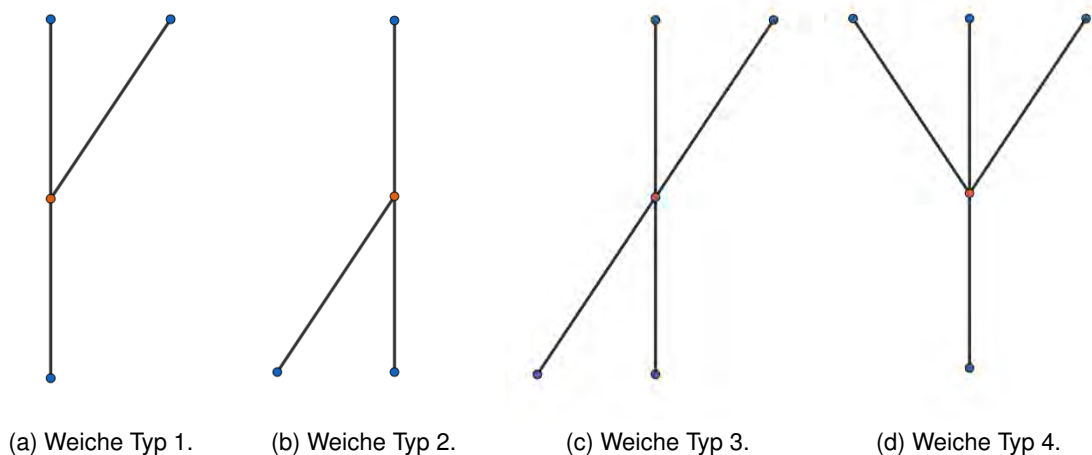 (a) Weiche Typ 1.
(b) Weiche Typ 2.
(c) Weiche Typ 3.
(d) Weiche Typ 4.